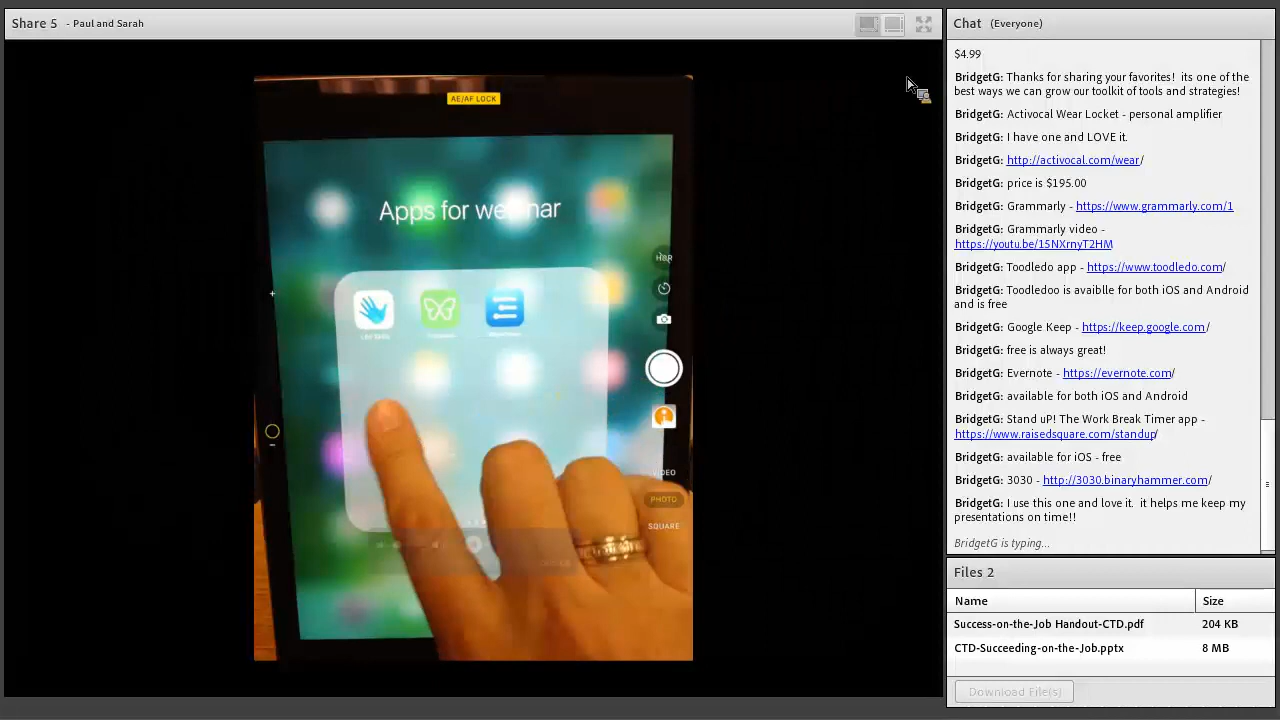 Share 5 - Paul and Sarah
AE/AF LOCK
Apps for webinar
HDR
VIDEO
PHOTO
SQUARE
Chat (Everyone)
$4.99
BridgetG: Thanks for sharing your favorites! its one of the
best ways we can grow our toolkit of tools and strategies!
BridgetG: Activocal Wear Locket - personal amplifier
BridgetG: I have one and LOVE it.
BridgetG: http://activocal.com/wear/
BridgetG: price is $195.00
BridgetG: Grammarly - https://www.grammarly.com/1
BridgetG: Grammarly video -
https://youtu.be/15NXrnyT2HM
BridgetG: Toodledo app - https://www.toodledo.com/
BridgetG: Toodledoo is avaiblle for both iOS and Android
and is free
BridgetG: Google Keep - https://keep.google.com/
BridgetG: free is always great!
BridgetG: Evernote - https://evernote.com/
BridgetG: available for both iOS and Android
BridgetG: Stand uP! The Work Break Timer app -
https://www.raisedsquare.com/standup/
BridgetG: available for iOS - free
BridgetG: 3030 - http://3030.binaryhammer.com/
BridgetG: I use this one and love it. it helps me keep my
presentations on time!!
BridgetG is typing...
Files 2
Name Size
Success-on-the-Job Handout-CTD.pdf 204 KB
CTD-Succeeding-on-the-Job.pptx 8 MB
Download File(s)